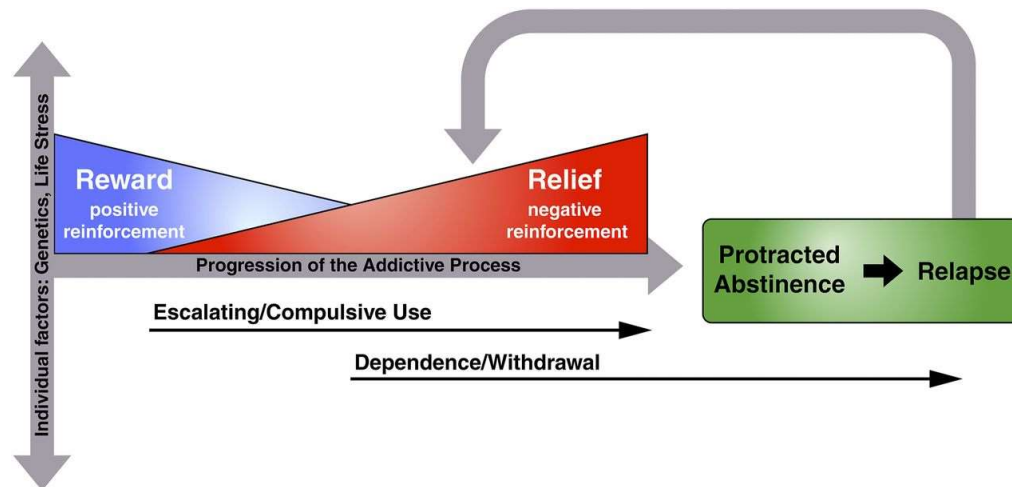 Individual factors: Genetics, Life Stress
Reward
positive
reinforcement
Relief
negative
reinforcement
Progression of the Addictive Process
Escalating/Compulsive Use
Dependence/Withdrawal
Protracted
Abstinence
Relapse